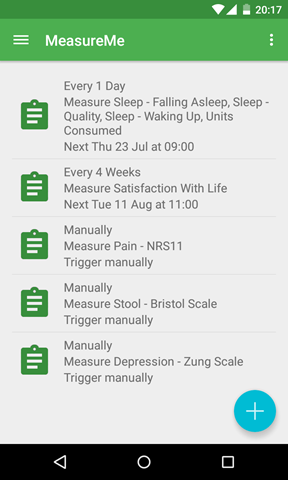 20:17
MeasureMe
Every 1 Day
Measure Sleep - Falling Asleep, Sleep -
Quality, Sleep - Waking Up, Units
Consumed
Next Thu 23 Jul at 09:00
Every 4 Weeks
Measure Satisfaction With Life
Next Tue 11 Aug at 11:00
Manually
Measure Pain - NRS11
Trigger manually
Manually
Measure Stool - Bristol Scale
Trigger manually
Manually
Measure Depression - Zung Scale
Trigger manually